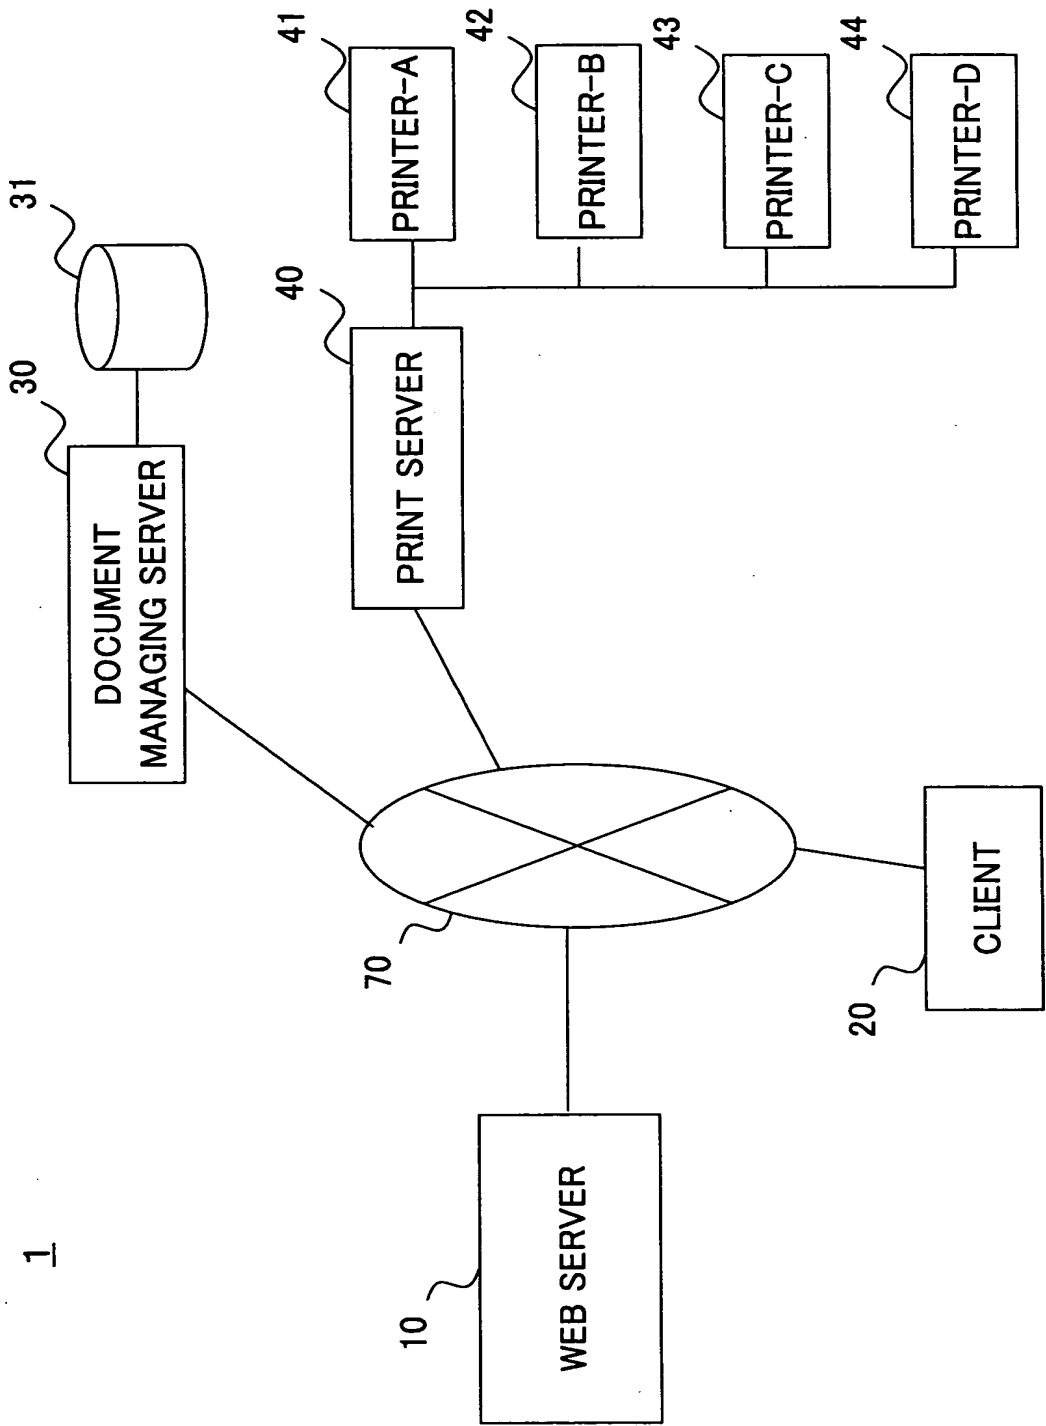 1
10
WEB SERVER
70
20
CLIENT
30
DOCUMENT
MANAGING SERVER
31
40
PRINT SERVER
41
PRINTER-A
42
PRINTER-B
43
PRINTER-C
44
PRINTER-D